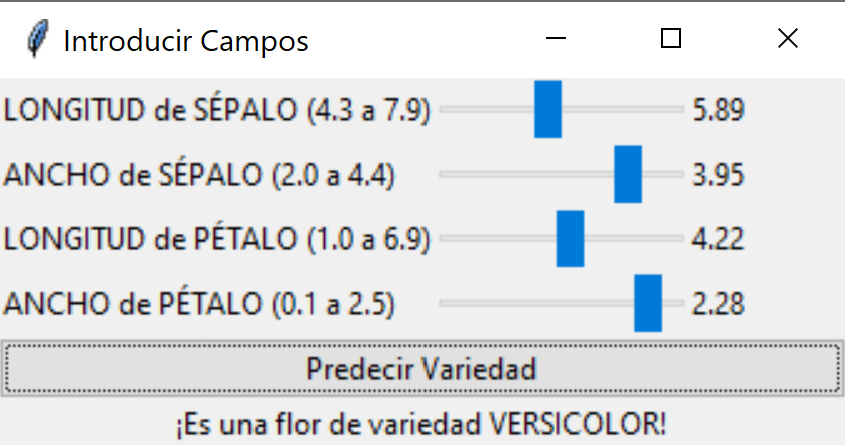 Introducir Campos
LONGITUD de SÉPALO (4.3 a 7.9) 5.89
ANCHO de SÉPALO (2.0 a 4.4) 3.95
LONGITUD de PÉTALO (1.0 a 6.9) 4.22
ANCHO de PÉTALO (0.1 a 2.5) 2.28
Predecir Variedad
¡Es una flor de variedad VERSICOLOR!